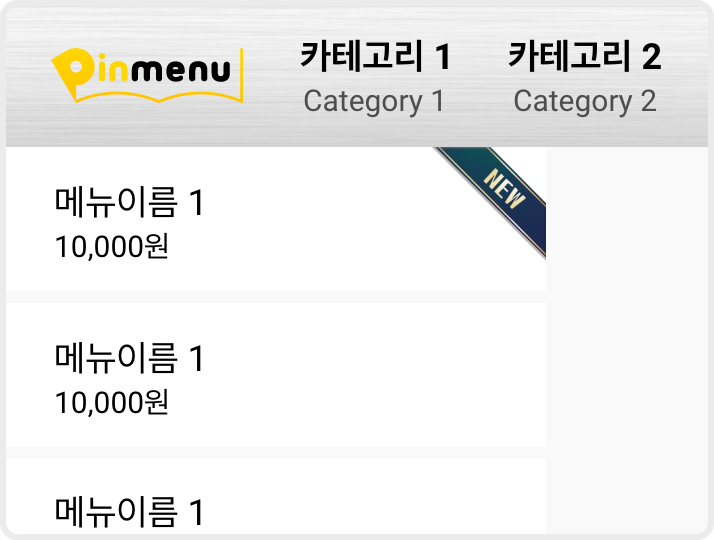 Pinmenu
카테고리 1
Category 1
카테고리 2
Category 2
NEW
메뉴이름 1
10,000원
메뉴이름 1
10,000원
메뉴이름 1